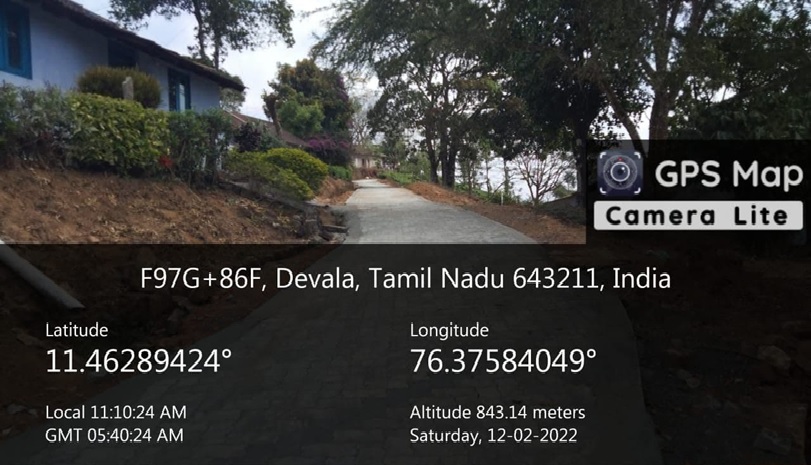 GPS Map
Camera Lite
F97G+86F, Devala, Tamil Nadu 643211, India
Latitude
11.46289424°
Longitude
76.37584049°
Local 11:10:24 AM
GMT 05:40:24 AM
Altitude 843.14 meters
Saturday, 12-02-2022